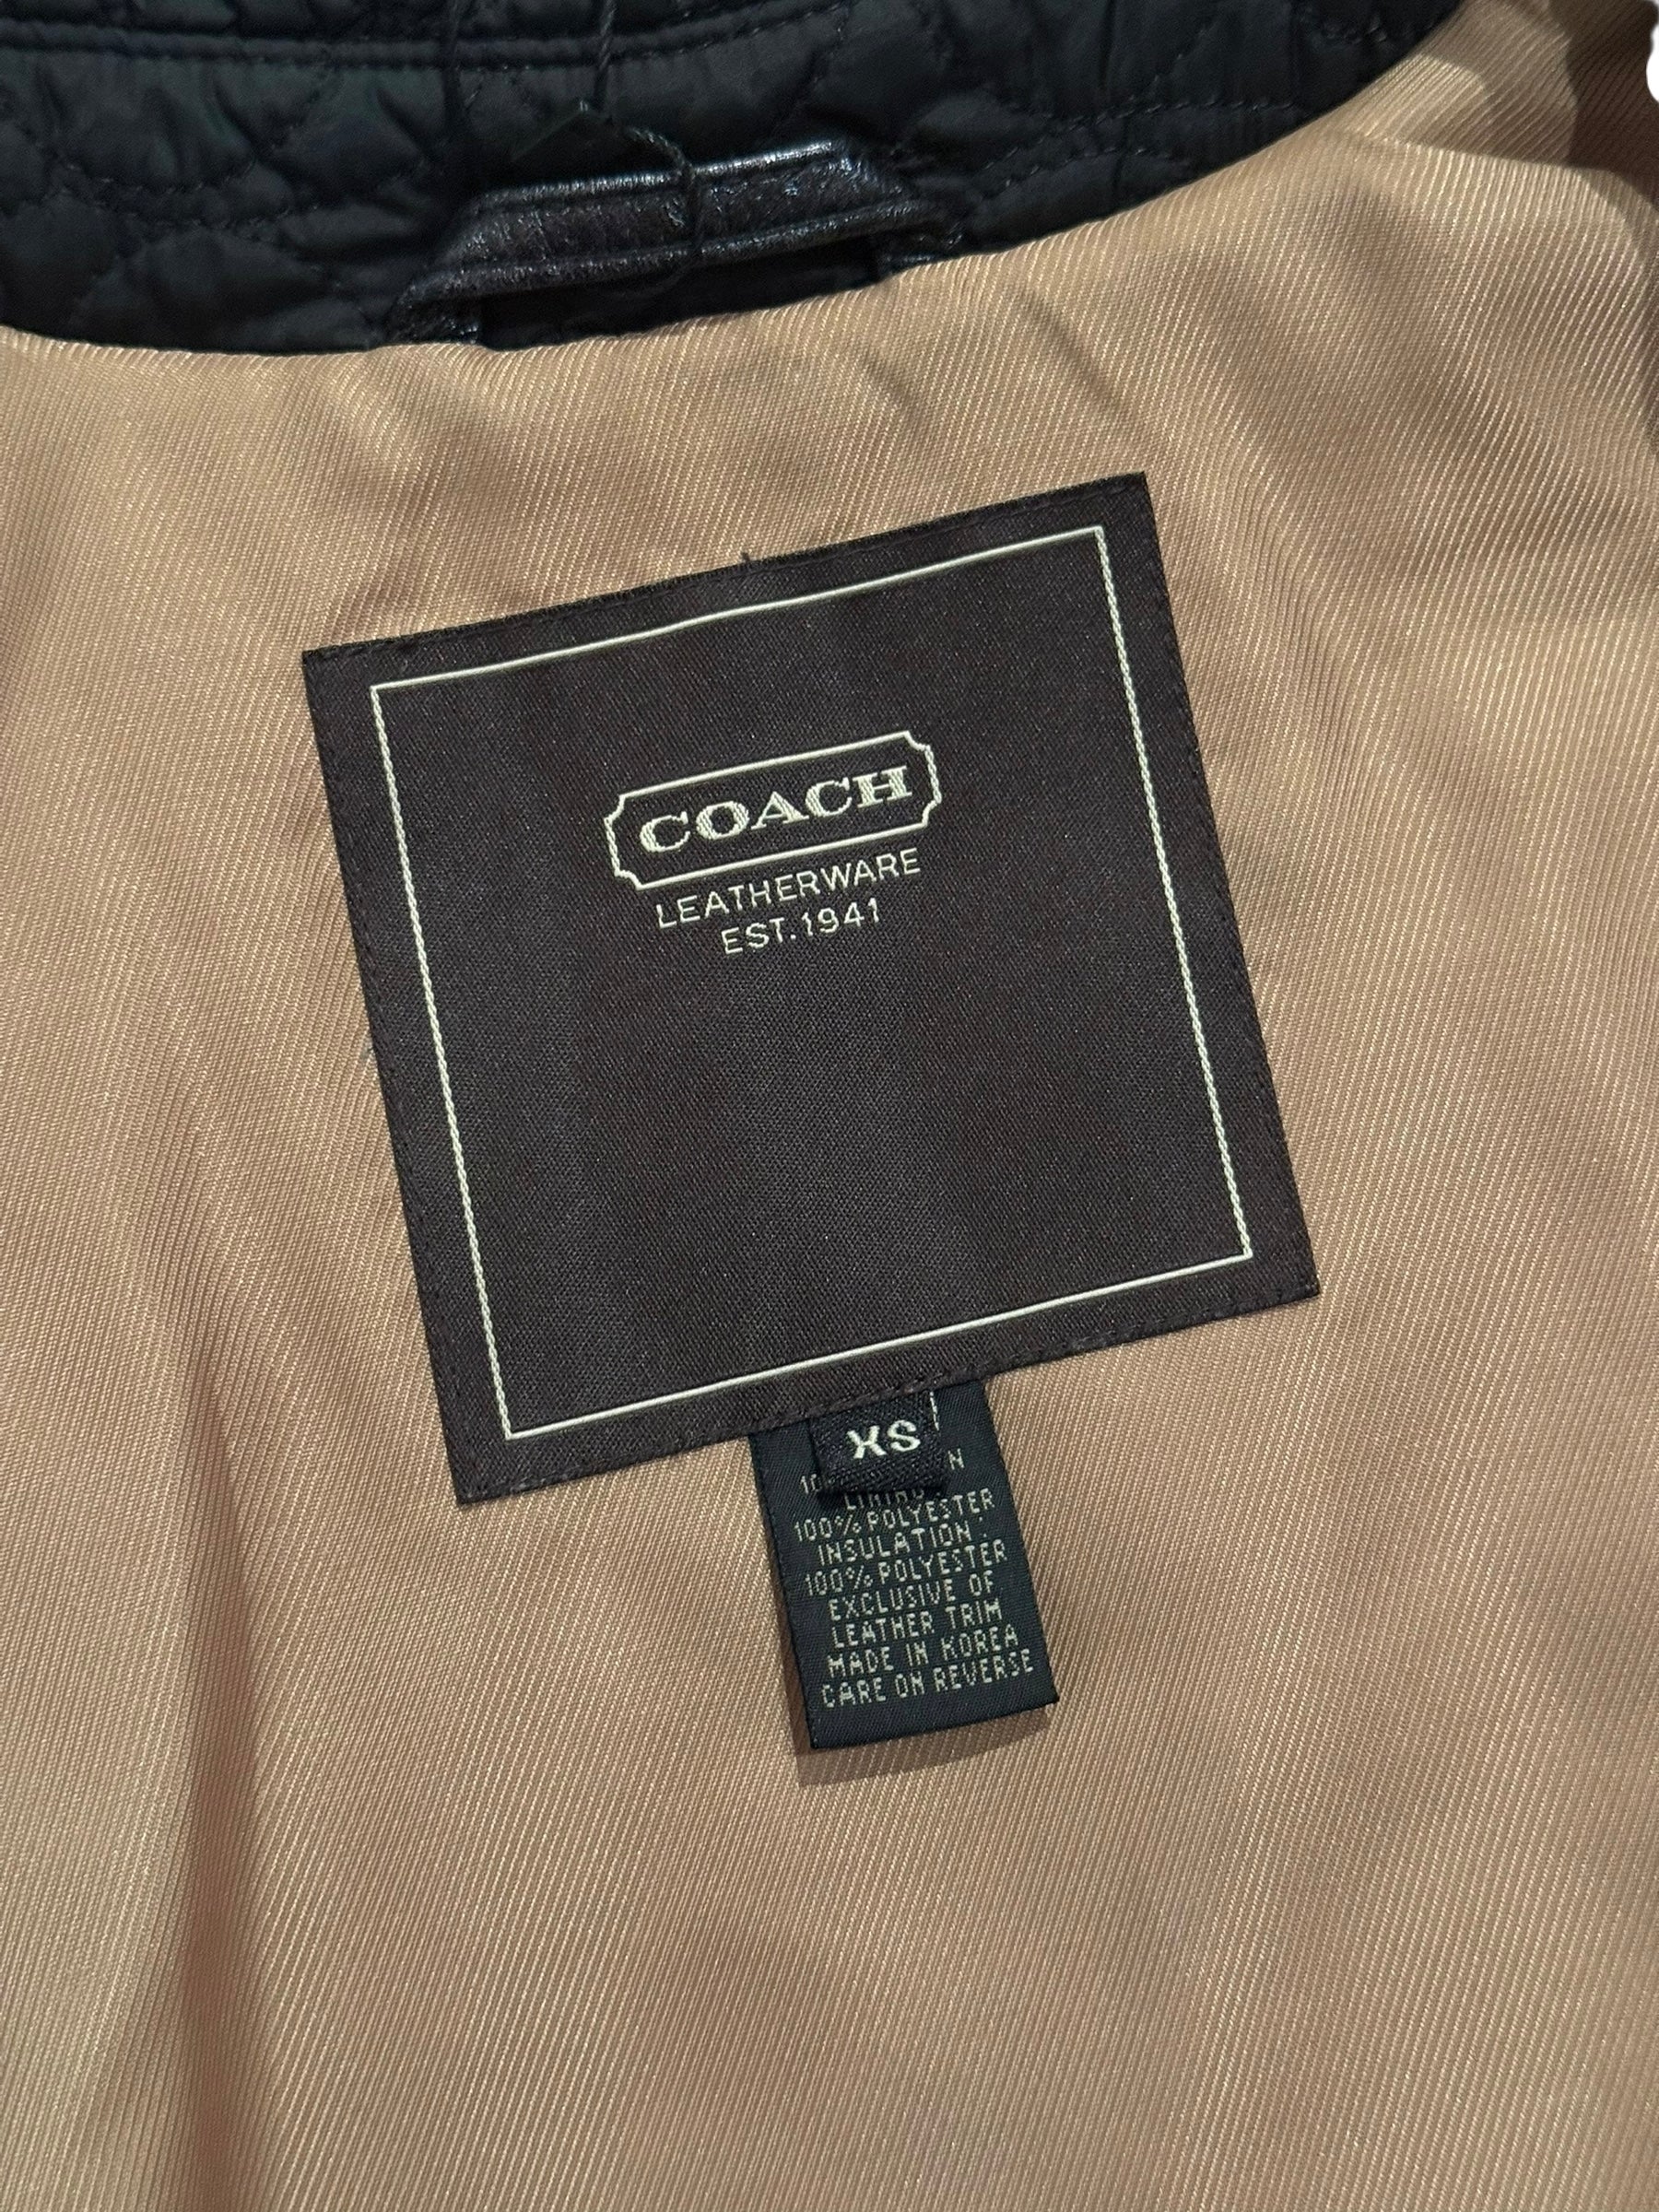 COACH
LEATHERWARE
EST. 1941
XS
100% POLYESTER
INSULATION:
100% POLYESTER
EXCLUSIVE OF
LEATHER TRIM
MADE IN KOREA
CARE ON REVERSE